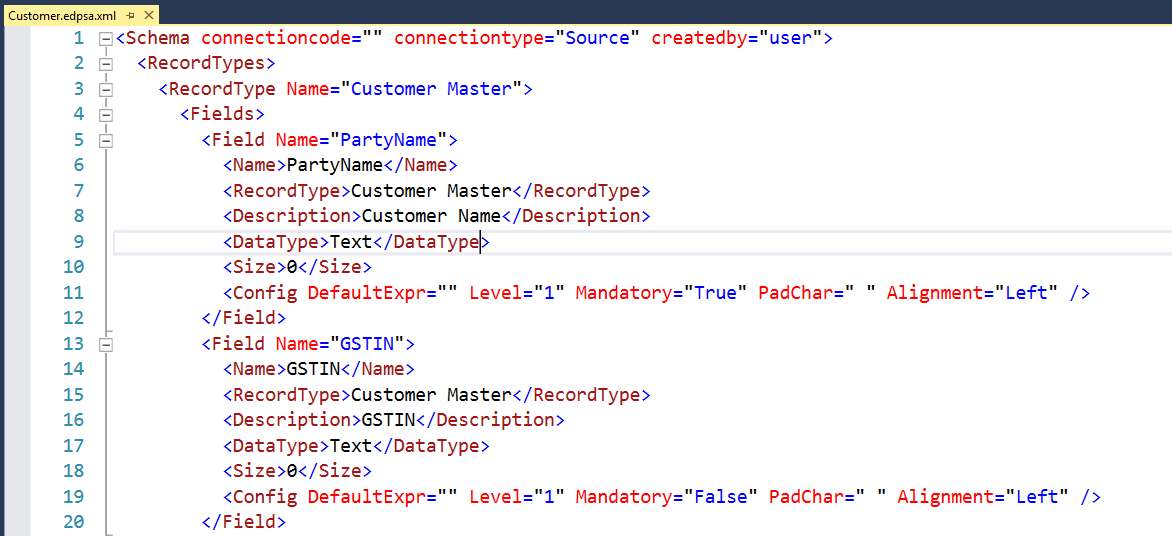 Customer.edpsa.xml
1 <Schema connectioncode="" connectiontype="Source" createdby="user">
2 <RecordTypes>
3 <RecordType Name="Customer Master">
4 <Fields>
5 <Field Name="PartyName">
6 <Name>PartyName</Name>
7 <RecordType>Customer Master</RecordType>
8 <Description>Customer Name</Description>
9 <DataType>Text</DataType>
10 <Size>0</Size>
11 <Config DefaultExpr="" Level="1" Mandatory="True" PadChar=" " Alignment="Left" />
12 </Field>
13 <Field Name="GSTIN">
14 <Name>GSTIN</Name>
15 <RecordType>Customer Master</RecordType>
16 <Description>GSTIN</Description>
17 <DataType>Text</DataType>
18 <Size>0</Size>
19 <Config DefaultExpr="" Level="1" Mandatory="False" PadChar=" " Alignment="Left" />
20 </Field>